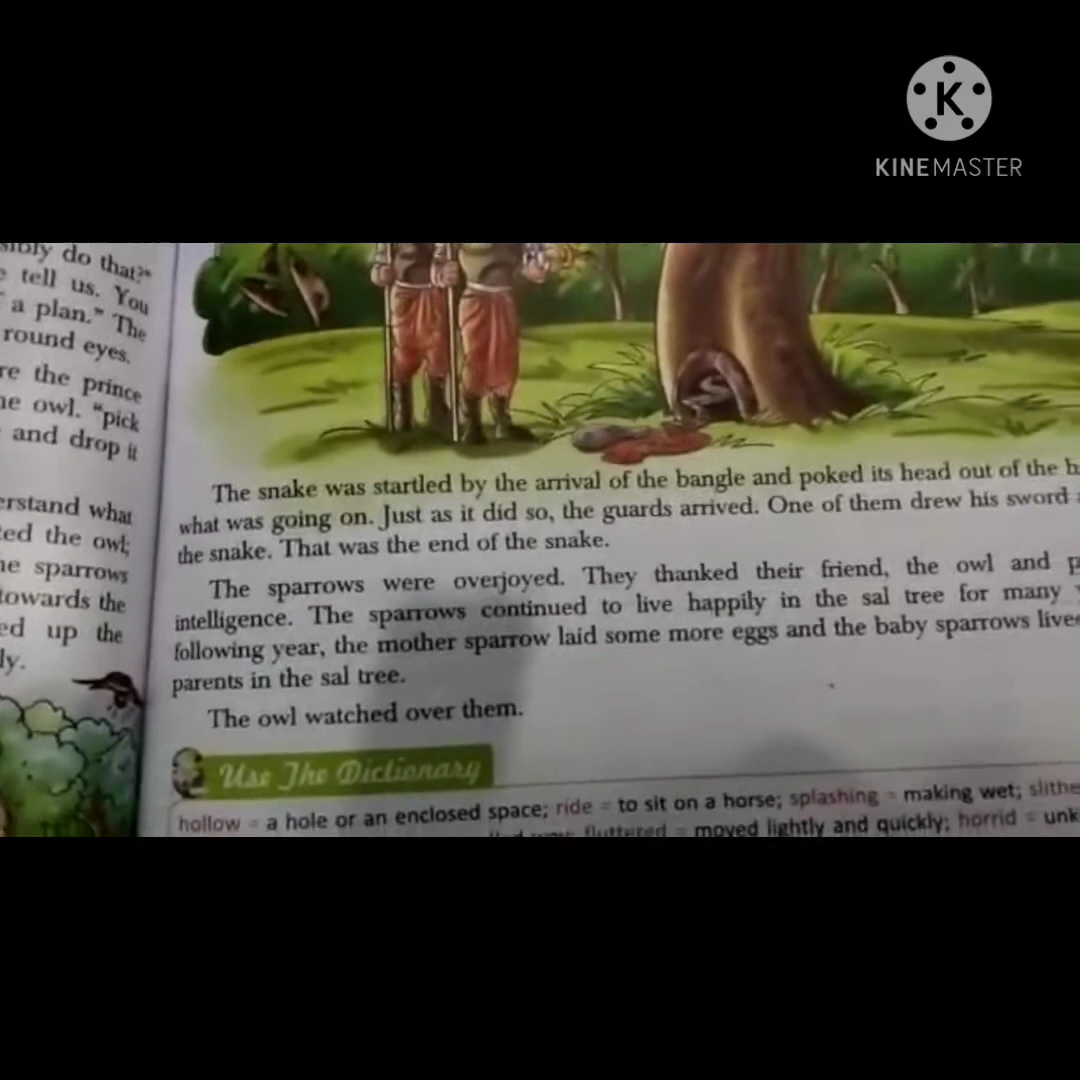 KINEMASTER
do that?"
tell us. You
a plan." The
round eyes.
the prince
owl. "pick
and drop it
what
the owl;
sparrows
towards the
up the
The snake was startled by the arrival of the bangle and poked its head out of the
what was going on. Just as it did so, the guards arrived. One of them drew his sword
the snake. That was the end of the snake.
The sparrows were overjoyed. They thanked their friend, the owl and
intelligence. The sparrows continued to live happily in the sal tree for many
following year, the mother sparrow laid some more eggs and the baby sparrows
parents in the sal tree.
The owl watched over them.
Use The Dictionary
hollow = a hole or an enclosed space; ride = to sit on a horse; splashing = making wet;
fluttered = moved lightly and quickly; horrid =